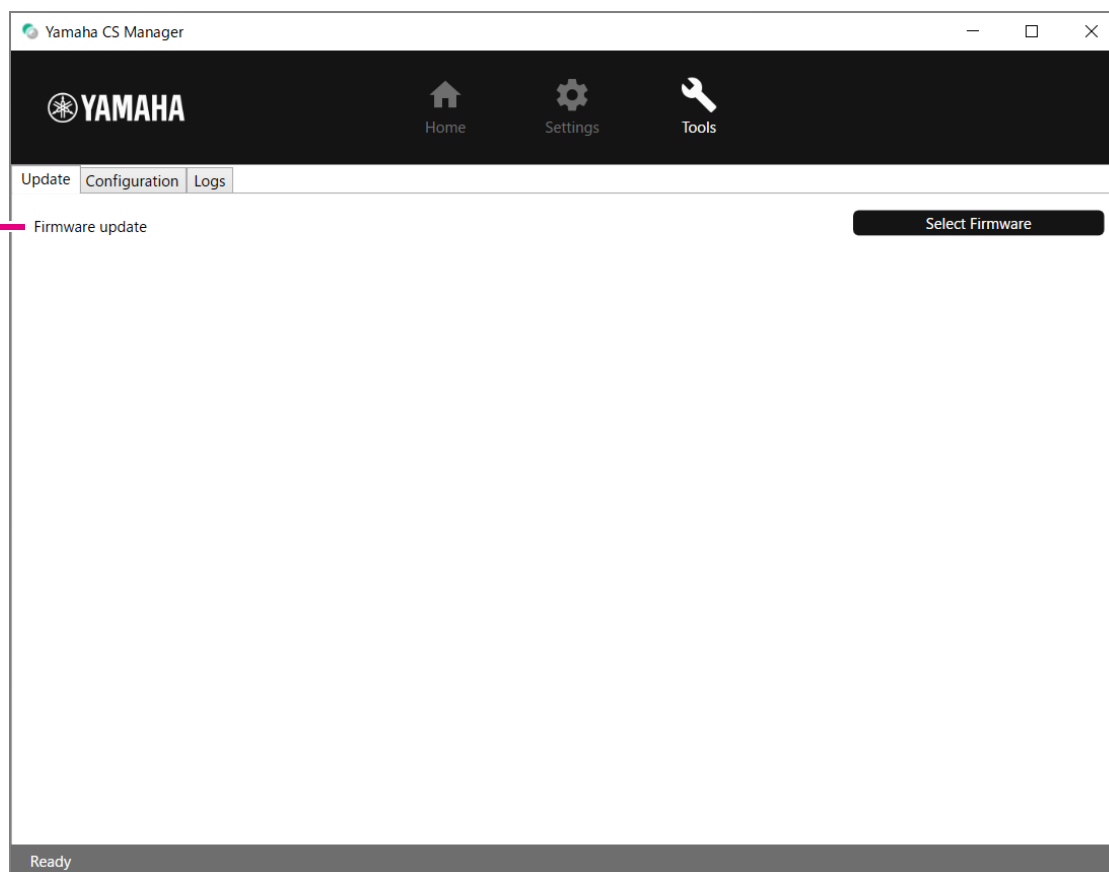 Yamaha CS Manager
YAMAHA
Home Settings Tools
Update Configuration Logs
Firmware update Select Firmware
Ready